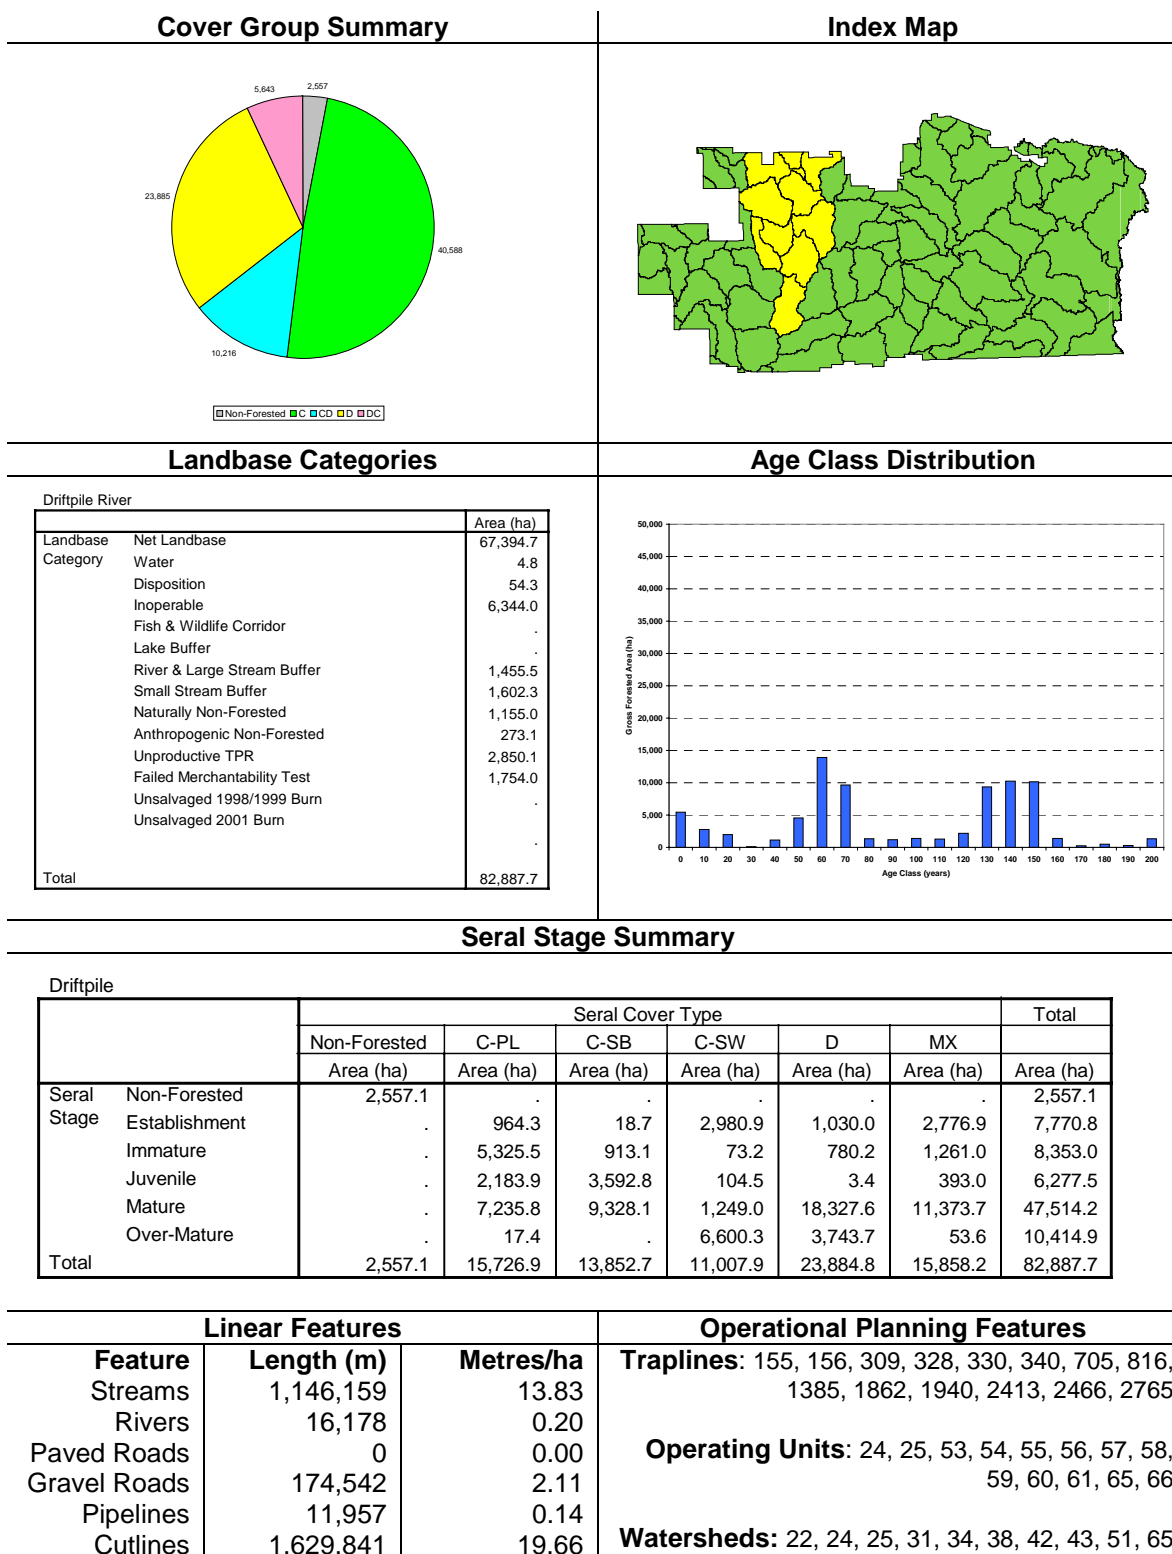 Cover Group Summary
Index Map
5,643
2,557
23,885
40,588
10,216
Non-Forested C CD D DC
Landbase Categories
Age Class Distribution
Driftpile River
Area (ha)
Landbase Category
Net Landbase 67,394.7
Water 4.8
Disposition 54.3
Inoperable 6,344.0
Fish & Wildlife Corridor .
Lake Buffer .
River & Large Stream Buffer 1,455.5
Small Stream Buffer 1,602.3
Naturally Non-Forested 1,155.0
Anthropogenic Non-Forested 273.1
Unproductive TPR 2,850.1
Failed Merchantability Test 1,754.0
Unsalvaged 1998/1999 Burn .
Unsalvaged 2001 Burn
.
Total 82,887.7
50,000
45,000
40,000
35,000
30,000
25,000
20,000
15,000
10,000
5,000
0
Gross Forested Area (ha)
0 10 20 30 40 50 60 70 80 90 100 110 120 130 140 150 160 170 180 190 200
Age Class (years)
Seral Stage Summary
Driftpile
Seral Cover Type Total
Non-Forested C-PL C-SB C-SW D MX
Area (ha) Area (ha) Area (ha) Area (ha) Area (ha) Area (ha) Area (ha)
Seral Stage
Non-Forested 2,557.1 . . . . . 2,557.1
Establishment . 964.3 18.7 2,980.9 1,030.0 2,776.9 7,770.8
Immature . 5,325.5 913.1 73.2 780.2 1,261.0 8,353.0
Juvenile . 2,183.9 3,592.8 104.5 3.4 393.0 6,277.5
Mature . 7,235.8 9,328.1 1,249.0 18,327.6 11,373.7 47,514.2
Over-Mature . 17.4 . 6,600.3 3,743.7 53.6 10,414.9
Total 2,557.1 15,726.9 13,852.7 11,007.9 23,884.8 15,858.2 82,887.7
Linear Features
Feature Length (m) Metres/ha
Streams 1,146,159 13.83
Rivers 16,178 0.20
Paved Roads 0 0.00
Gravel Roads 174,542 2.11
Pipelines 11,957 0.14
Cutlines 1,629,841 19.66
Operational Planning Features
Traplines: 155, 156, 309, 328, 330, 340, 705, 816,
1385, 1862, 1940, 2413, 2466, 2765
Operating Units: 24, 25, 53, 54, 55, 56, 57, 58,
59, 60, 61, 65, 66
Watersheds: 22, 24, 25, 31, 34, 38, 42, 43, 51, 65